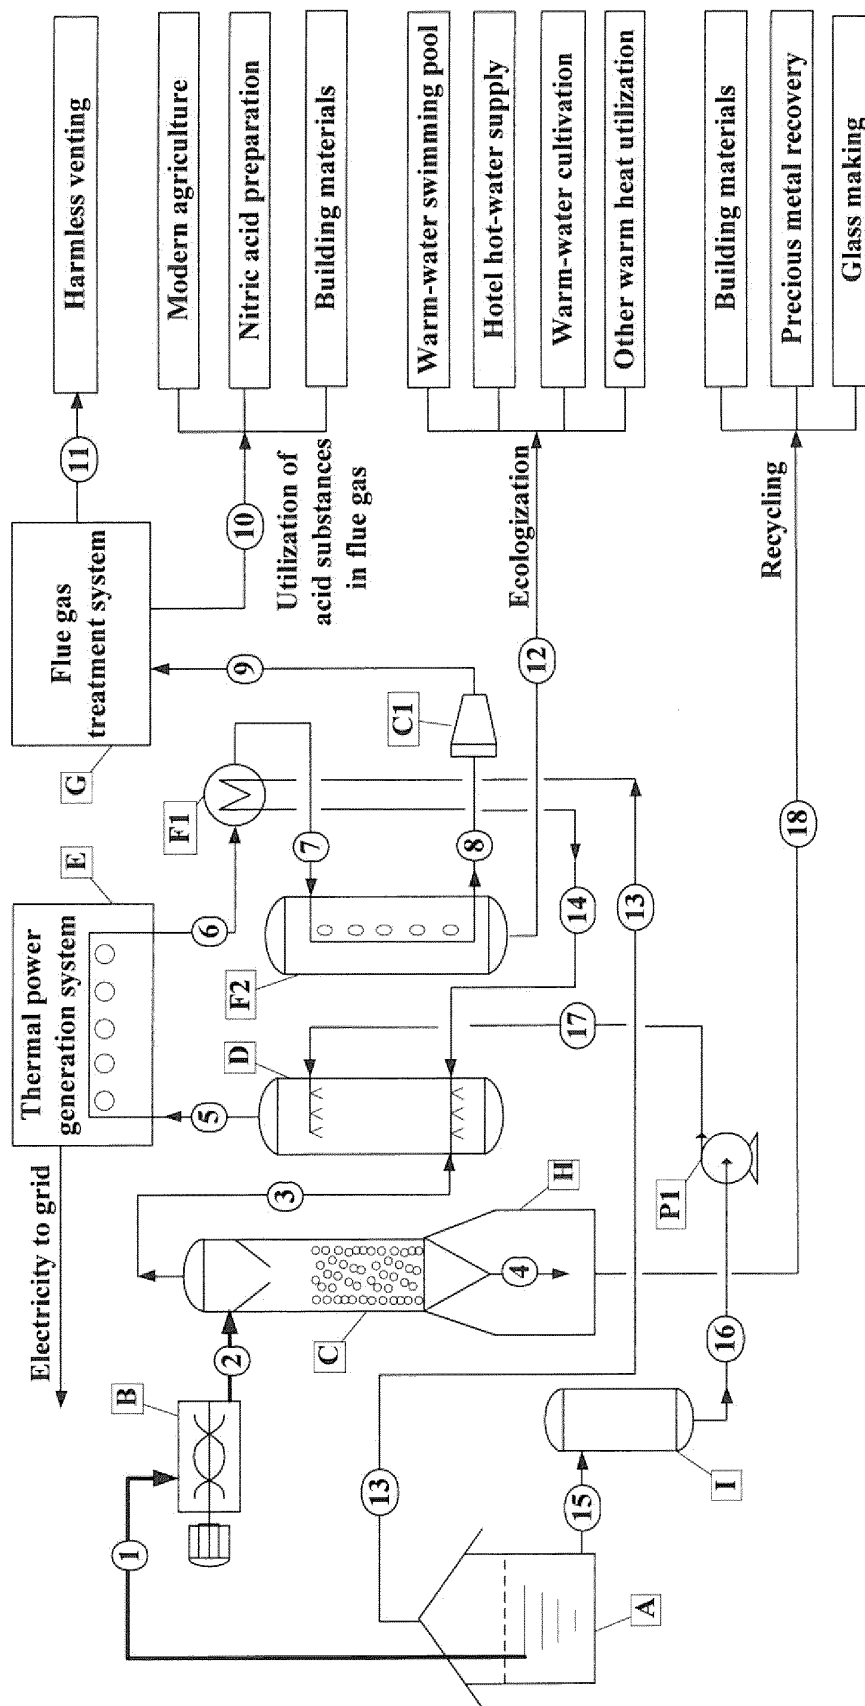 Electricity to grid
Thermal power
generation system
E
Flue gas
treatment system
G
11
Harmless venting
10
Utilization of
acid substances
in flue gas
Modern agriculture
Nitric acid preparation
Building materials
1
B
2
3
5
6
F1
7
9
C1
8
D
F2
12
Ecologization
Warm-water swimming pool
Hotel hot-water supply
Warm-water cultivation
Other warm heat utilization
C
4
H
14
17
13
13
A
15
I
16
P1
18
Recycling
Building materials
Precious metal recovery
Glass making